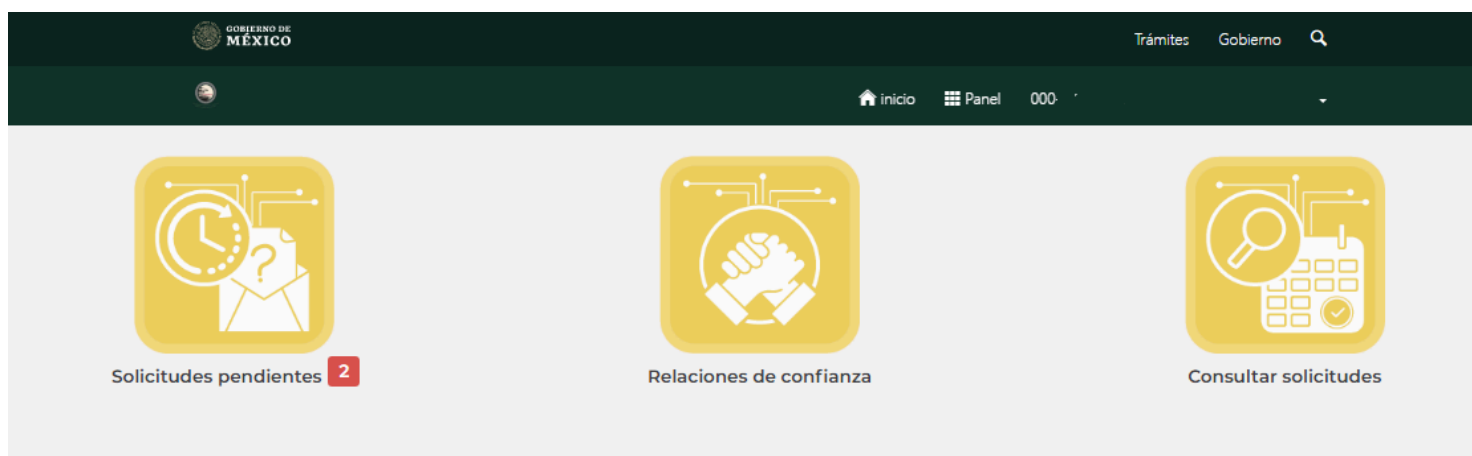 GOBIERNO DE
MÉXICO
Trámites Gobierno
inicio Panel 000-
?
Solicitudes pendientes 2
Relaciones de confianza
Consultar solicitudes